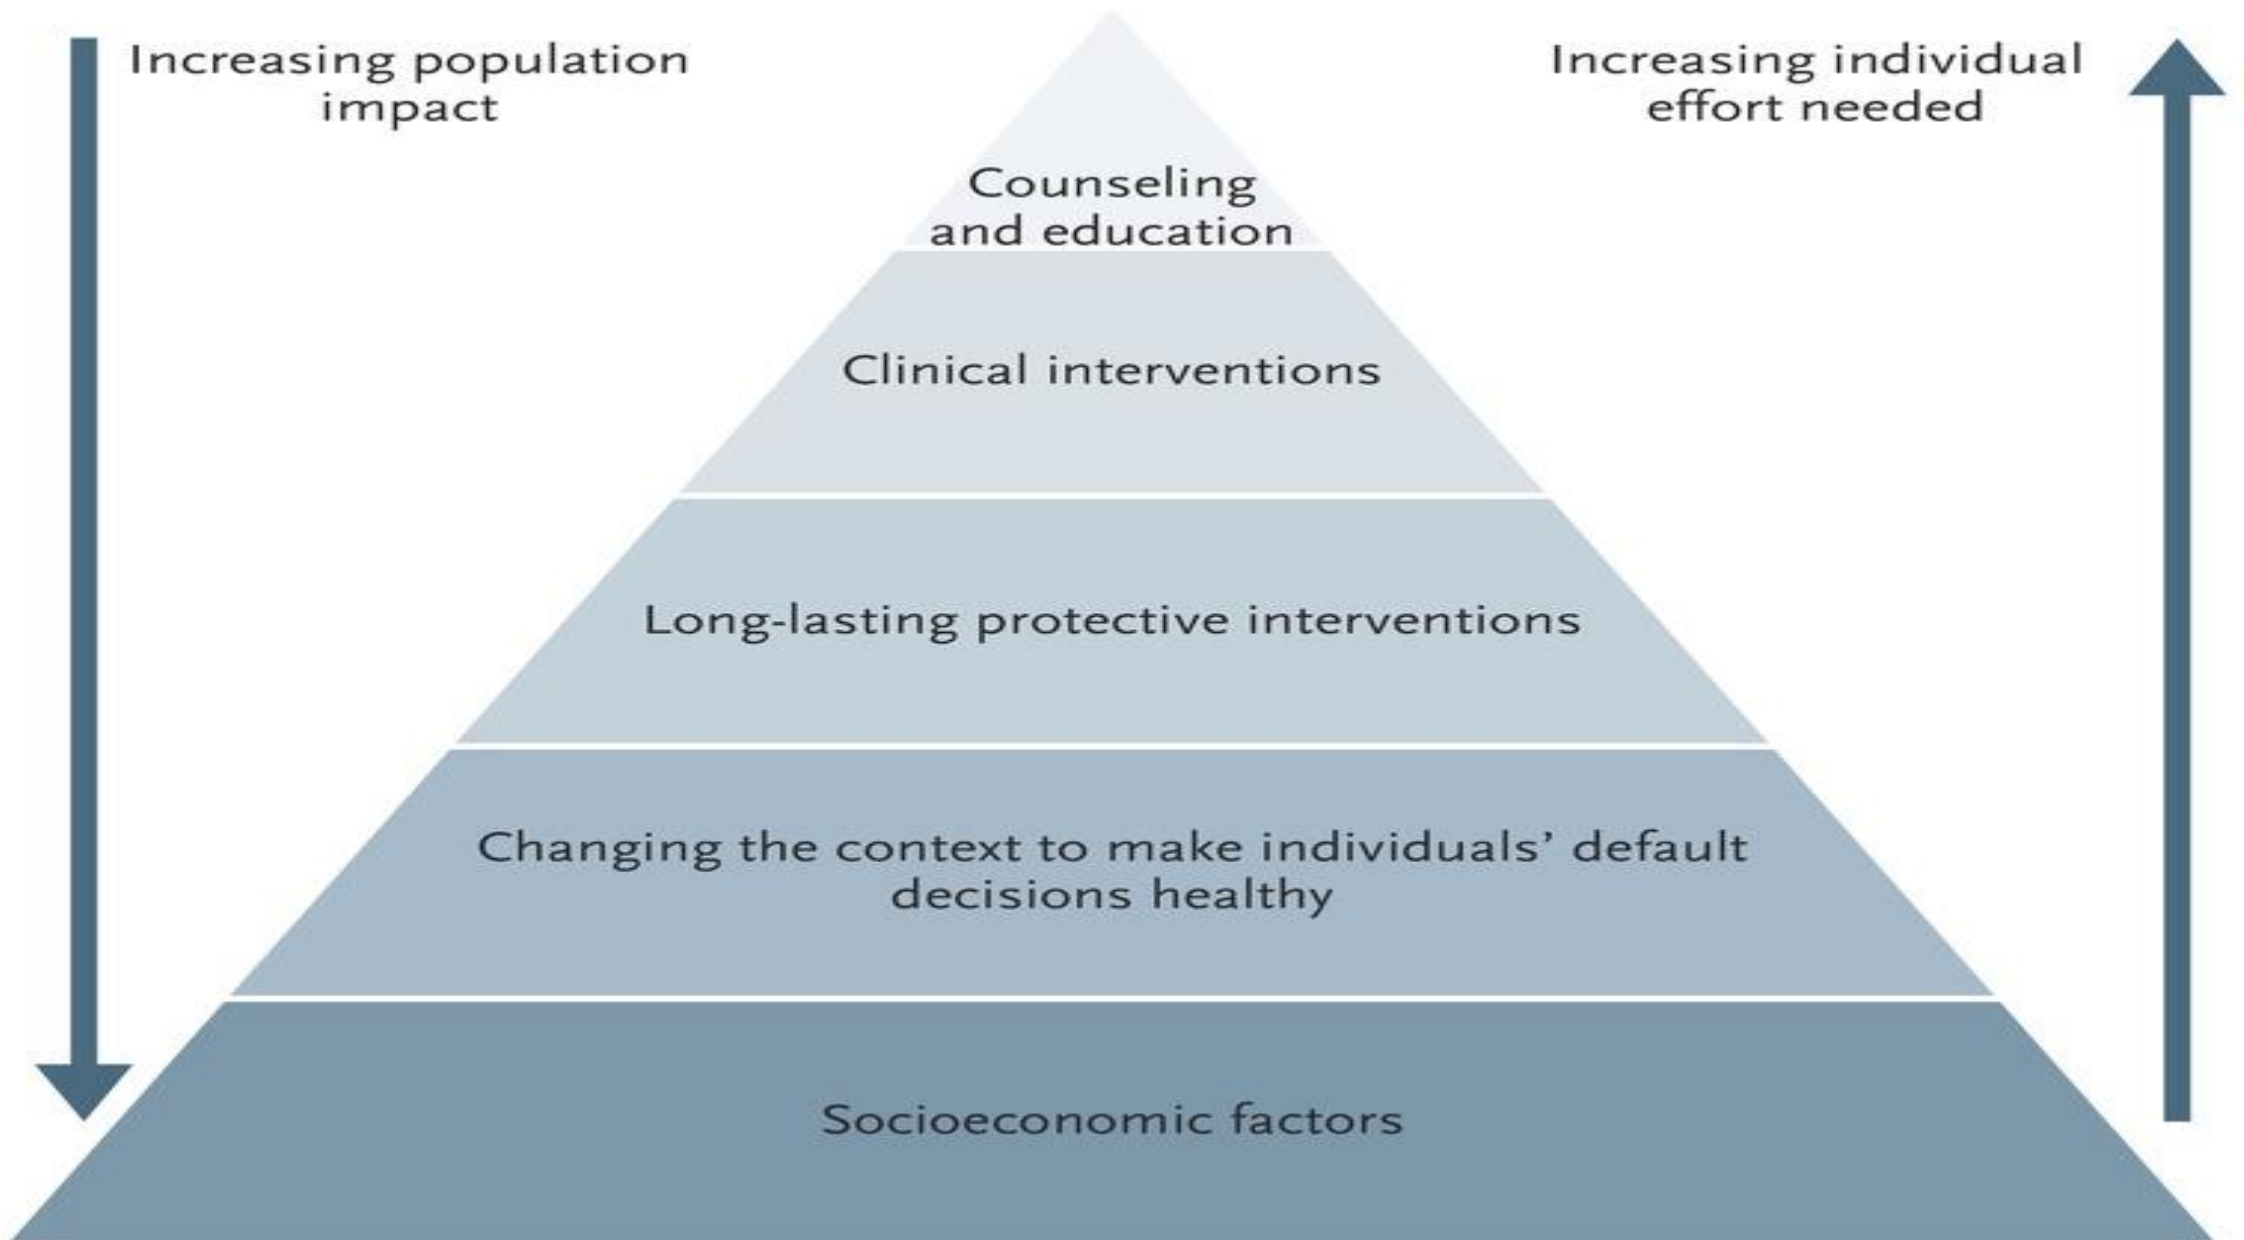 Increasing population
impact
Increasing individual
effort needed
Counseling
and education
Clinical interventions
Long-lasting protective interventions
Changing the context to make individuals’ default
decisions healthy
Socioeconomic factors